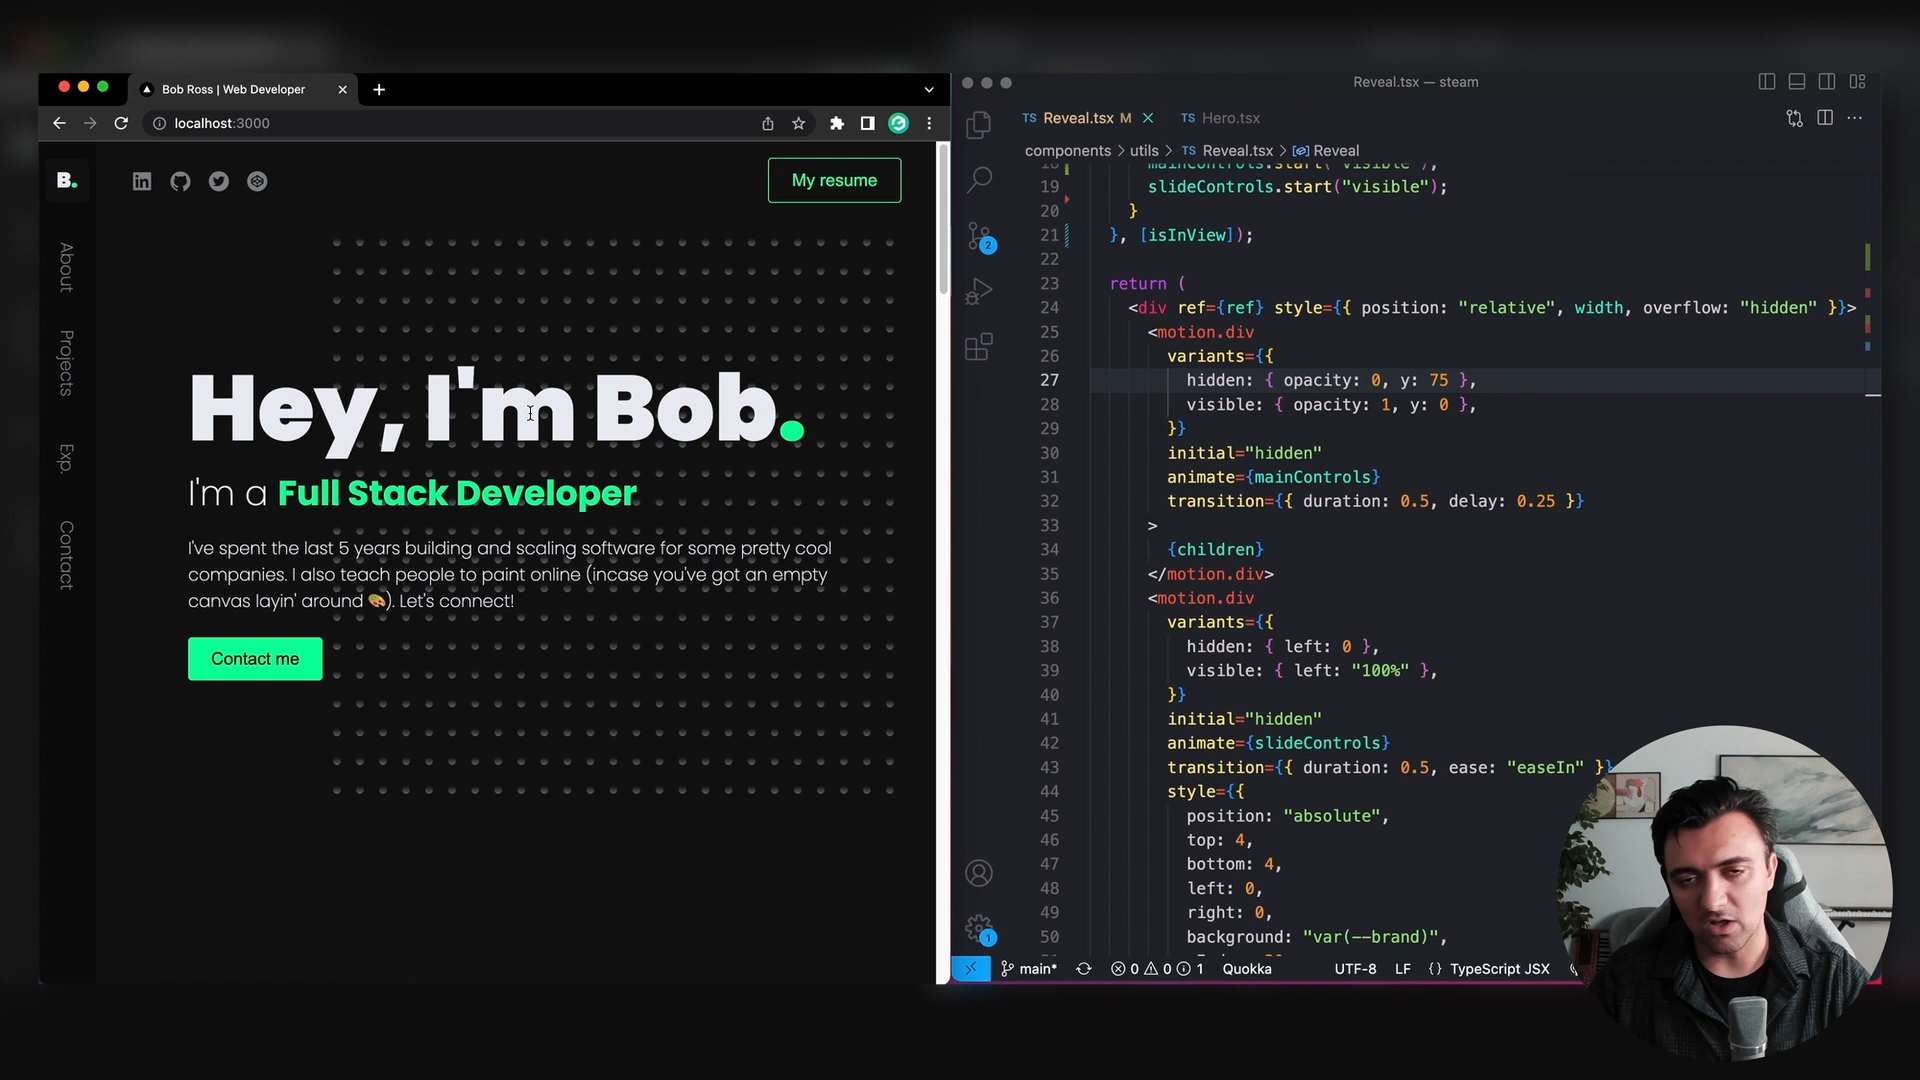 Bob Ross | Web Developer
localhost:3000
B.
My resume
About
Projects
Exp.
Contact
Hey, I'm Bob.
I'm a Full Stack Developer
I've spent the last 5 years building and scaling software for some pretty cool
companies. I also teach people to paint online (incase you've got an empty
canvas layin' around 🎨). Let's connect!
Contact me
Reveal.tsx — steam
TS Reveal.tsx M
TS Hero.tsx
components > utils > TS Reveal.tsx > Reveal
18 mainControls.start("visible");
19 slideControls.start("visible");
20 }
21 }, [isInView]);
22
23 return (
24 <div ref={ref} style={{ position: "relative", width, overflow: "hidden" }}>
25 <motion.div
26 variants={{
27 hidden: { opacity: 0, y: 75 },
28 visible: { opacity: 1, y: 0 },
29 }}
30 initial="hidden"
31 animate={mainControls}
32 transition={{ duration: 0.5, delay: 0.25 }}
33 >
34 {children}
35 </motion.div>
36 <motion.div
37 variants={{
38 hidden: { left: 0 },
39 visible: { left: "100%" },
40 }}
41 initial="hidden"
42 animate={slideControls}
43 transition={{ duration: 0.5, ease: "easeIn" }}
44 style={{
45 position: "absolute",
46 top: 4,
47 bottom: 4,
48 left: 0,
49 right: 0,
50 background: "var(--brand)",
2
1
main*
0 0 1
Quokka
UTF-8
LF
{} TypeScript JSX